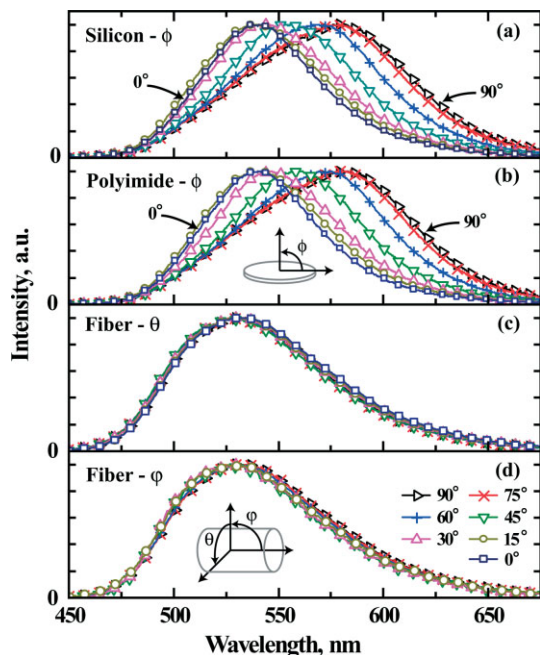 Silicon - ϕ
(a)
0°
90°
0
Polyimide - ϕ
(b)
0°
90°
ϕ
0
Intensity, a.u.
Fiber - θ
(c)
0
Fiber - φ
(d)
θ
φ
90°
75°
60°
45°
30°
15°
0°
0
450
500
550
600
650
Wavelength, nm